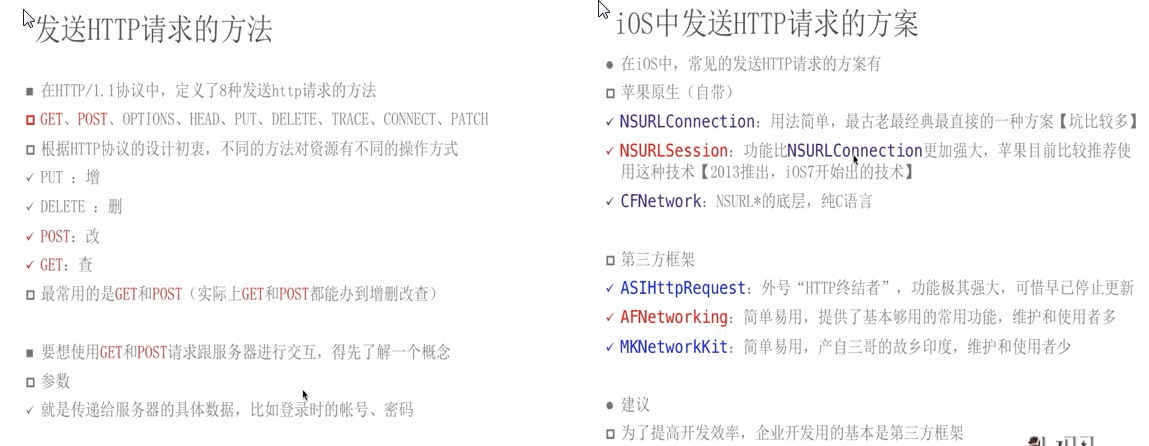 发送HTTP请求的方法
在HTTP/1.1协议中，定义了8种发送http请求的方法
GET、POST、OPTIONS、HEAD、PUT、DELETE、TRACE、CONNECT、PATCH
根据HTTP协议的设计初衷，不同的方法对资源有不同的操作方式
PUT ：增
DELETE ：删
POST：改
GET：查
最常用的是GET和POST（实际上GET和POST都能办到增删改查）
要想使用GET和POST请求跟服务器进行交互，得先了解一个概念
参数
就是传递给服务器的具体数据，比如登录时的帐号、密码
iOS中发送HTTP请求的方案
在iOS中，常见的发送HTTP请求的方案有
苹果原生（自带）
NSURLConnection：用法简单，最古老最经典最直接的一种方案【坑比较多】
NSURLSession：功能比NSURLConnection更加强大，苹果目前比较推荐使
用这种技术【2013推出，iOS7开始出的技术】
CFNetwork：NSURL*的底层，纯C语言
第三方框架
ASIHttpRequest：外号“HTTP终结者”，功能极其强大，可惜早已停止更新
AFNetworking：简单易用，提供了基本够用的常用功能，维护和使用者多
MKNetworkKit：简单易用，产自三哥的故乡印度，维护和使用者少
建议
为了提高开发效率，企业开发用的基本是第三方框架